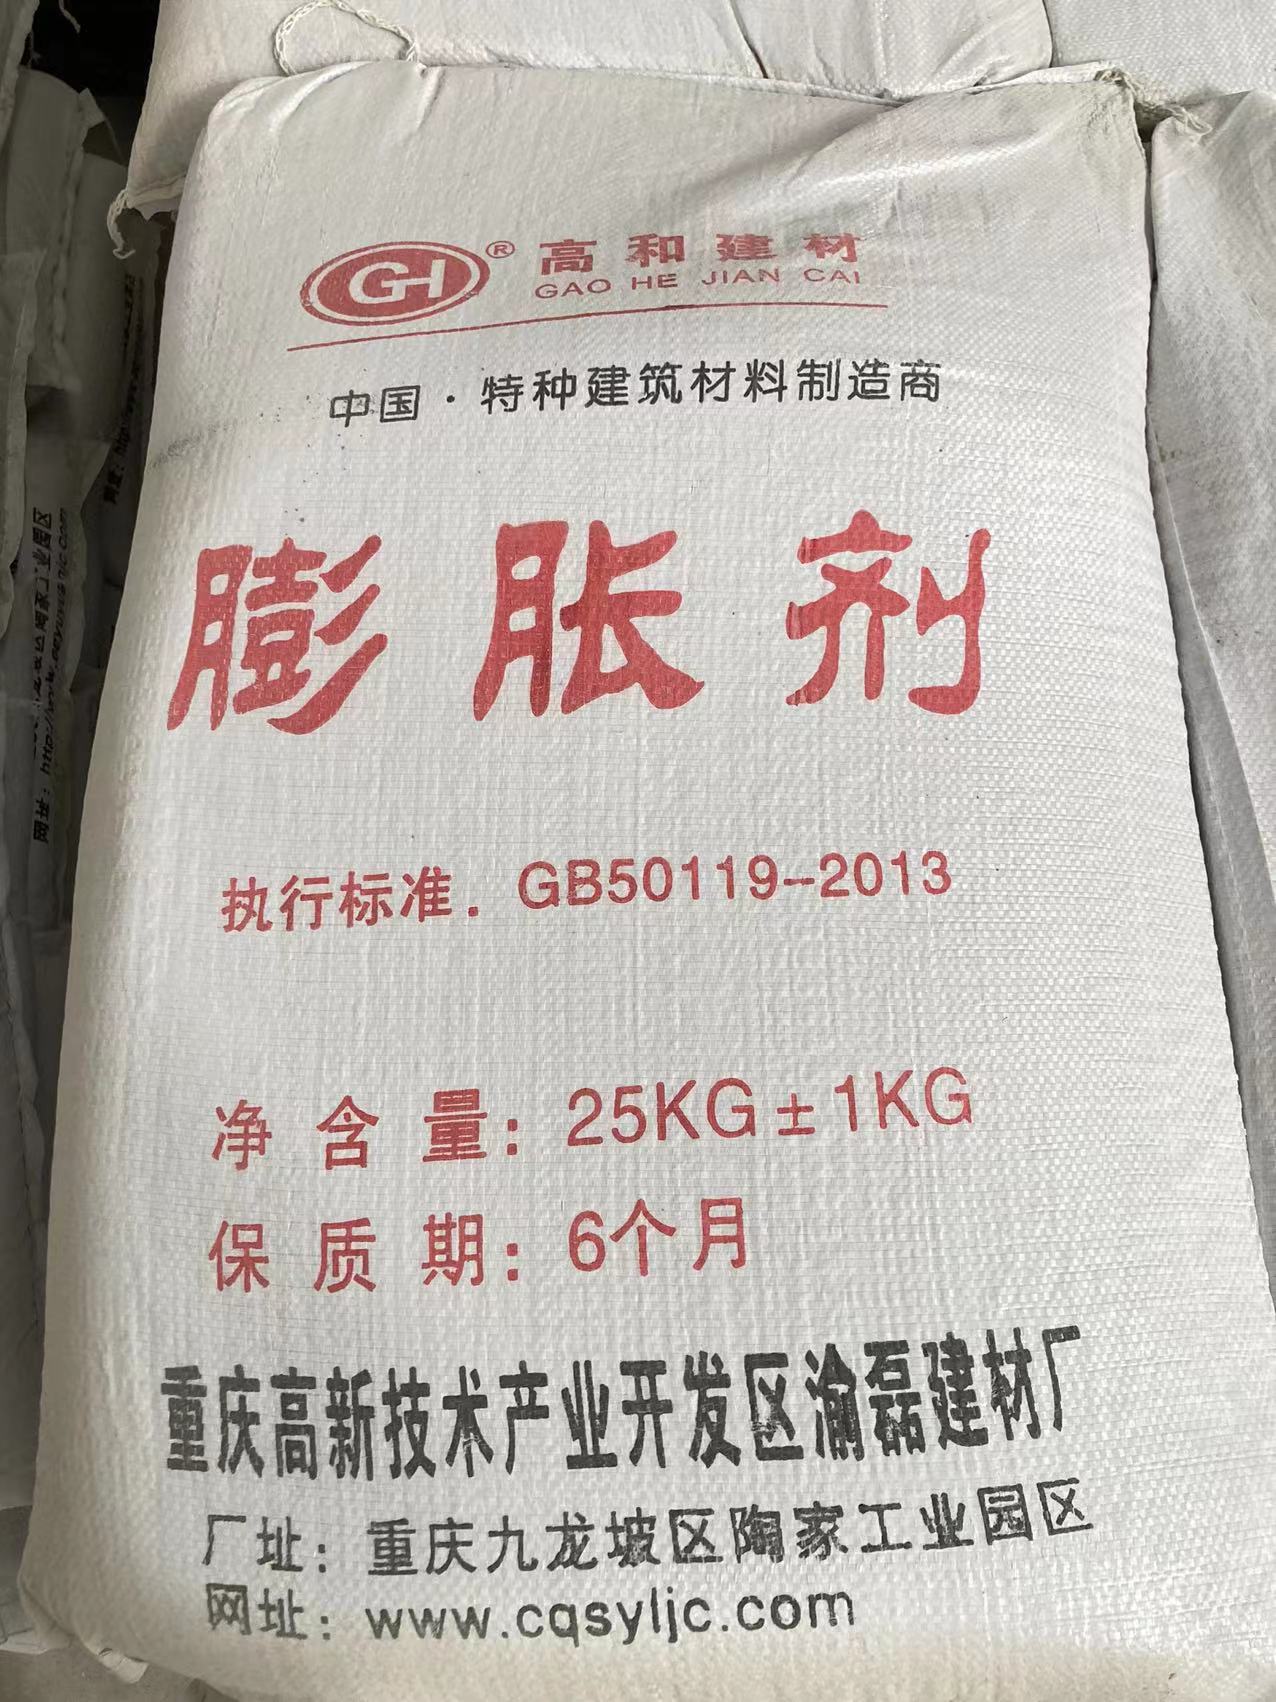 GH® 高和建材
GAO HE JIAN CAI
中国·特种建筑材料制造商
膨胀剂
执行标准. GB50119-2013
净含量: 25KG±1KG
保质期: 6个月
重庆高新技术产业开发区渝磊建材厂
厂址: 重庆九龙坡区陶家工业园区
网址: www.cqsyljc.com